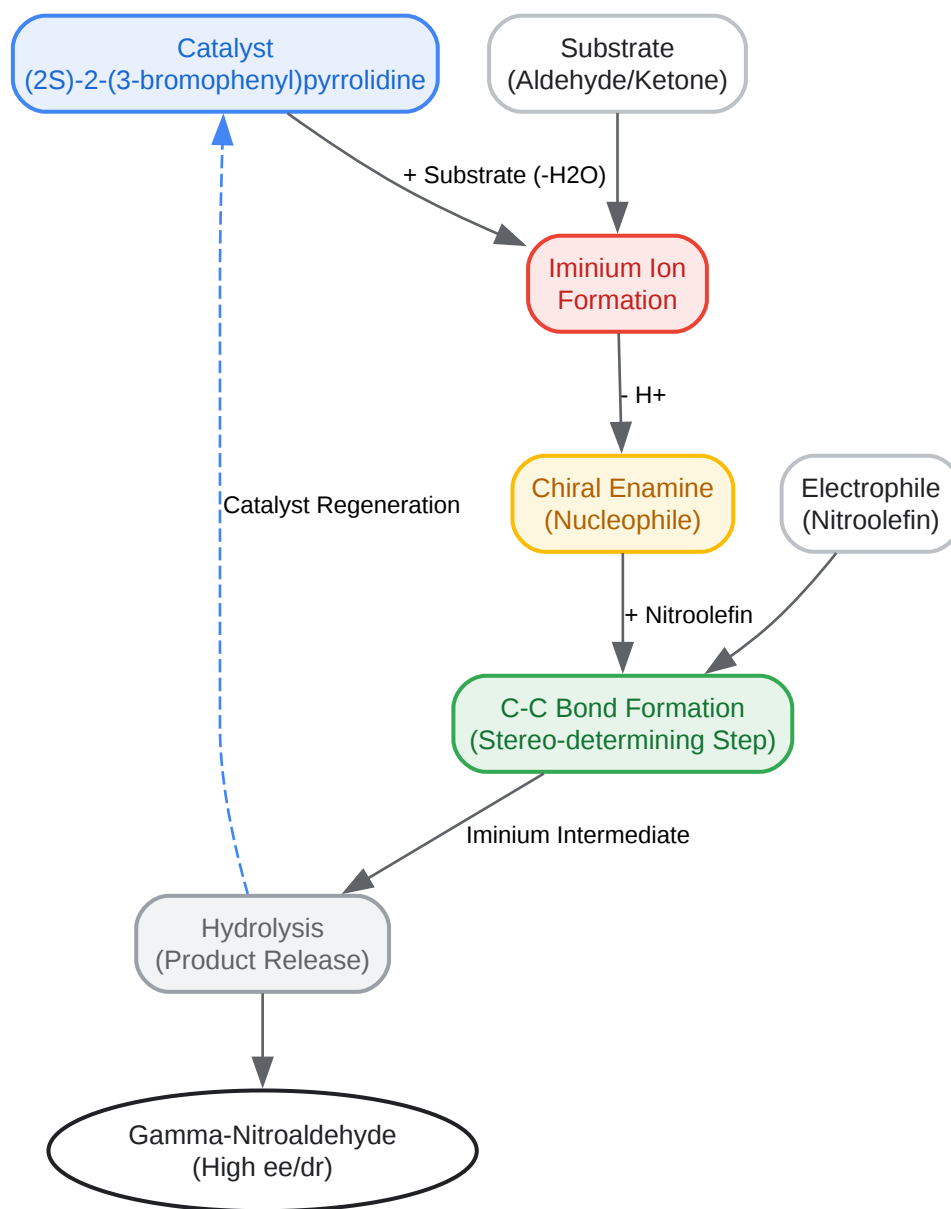 Catalyst
(2S)-2-(3-bromophenyl)pyrrolidine
Substrate
(Aldehyde/Ketone)
+ Substrate (-H2O)
Iminium Ion
Formation
- H+
Chiral Enamine
(Nucleophile)
Electrophile
(Nitroolefin)
Catalyst Regeneration
+ Nitroolefin
C-C Bond Formation
(Stereo-determining Step)
Iminium Intermediate
Hydrolysis
(Product Release)
Gamma-Nitroaldehyde
(High ee/dr)